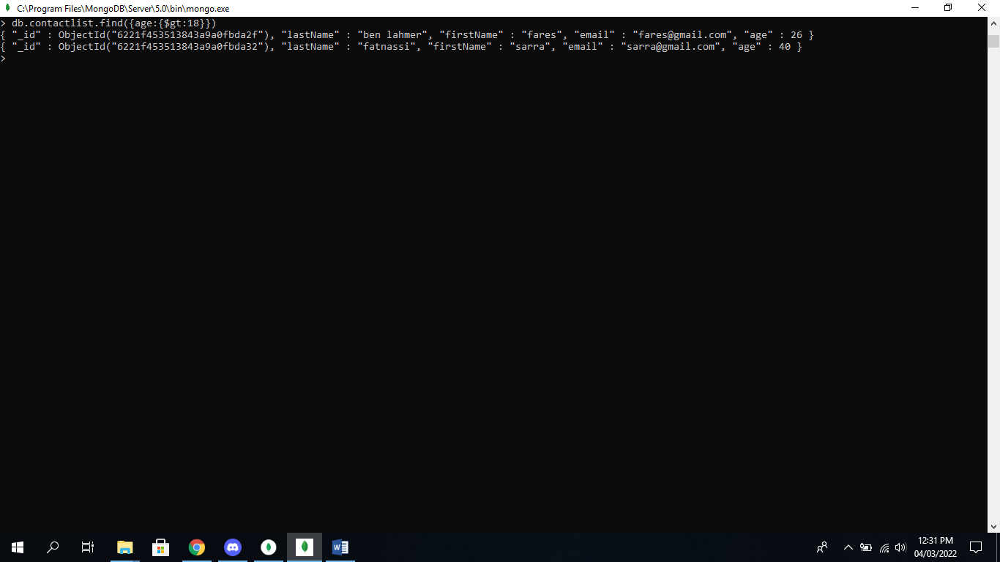 C:\Program Files\MongoDB\Server\5.0\bin\mongo.exe
> db.contactlist.find({age:{$gt:18}})
{ "_id" : ObjectId("6221f453513843a9a0fbda2f"), "lastName" : "ben lahmer", "firstName" : "fares", "email" : "fares@gmail.com", "age" : 26 }
{ "_id" : ObjectId("6221f453513843a9a0fbda32"), "lastName" : "fatnassi", "firstName" : "sarra", "email" : "sarra@gmail.com", "age" : 40 }
>
12:31 PM
04/03/2022